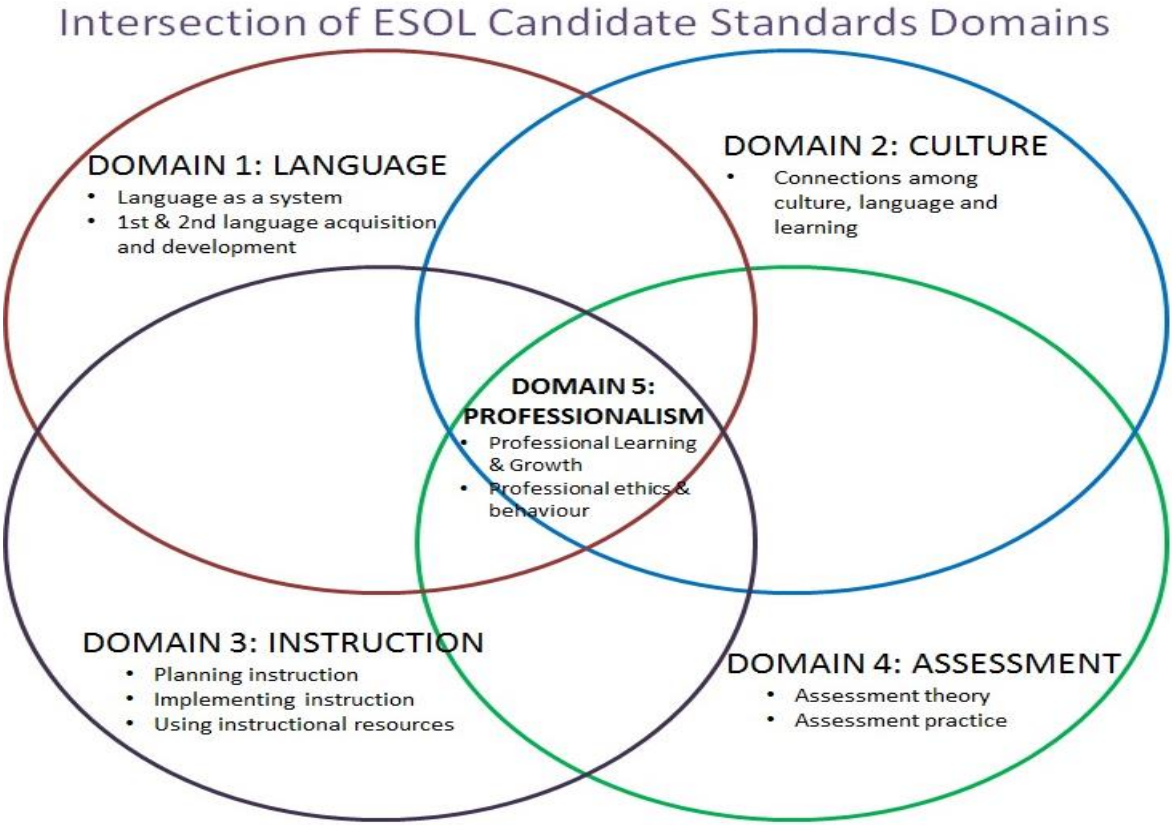 Intersection of ESOL Candidate Standards Domains
DOMAIN 1: LANGUAGE
• Language as a system
• 1st & 2nd language acquisition
and development
DOMAIN 2: CULTURE
• Connections among
culture, language and
learning
DOMAIN 5:
PROFESSIONALISM
• Professional Learning
& Growth
• Professional ethics &
behaviour
DOMAIN 3: INSTRUCTION
• Planning instruction
• Implementing instruction
• Using instructional resources
DOMAIN 4: ASSESSMENT
• Assessment theory
• Assessment practice